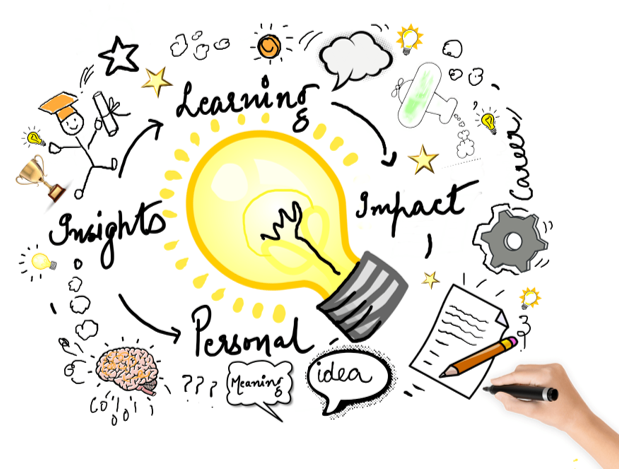 Learning
Career
Impact
Insights
Personal
???
Meaning
idea